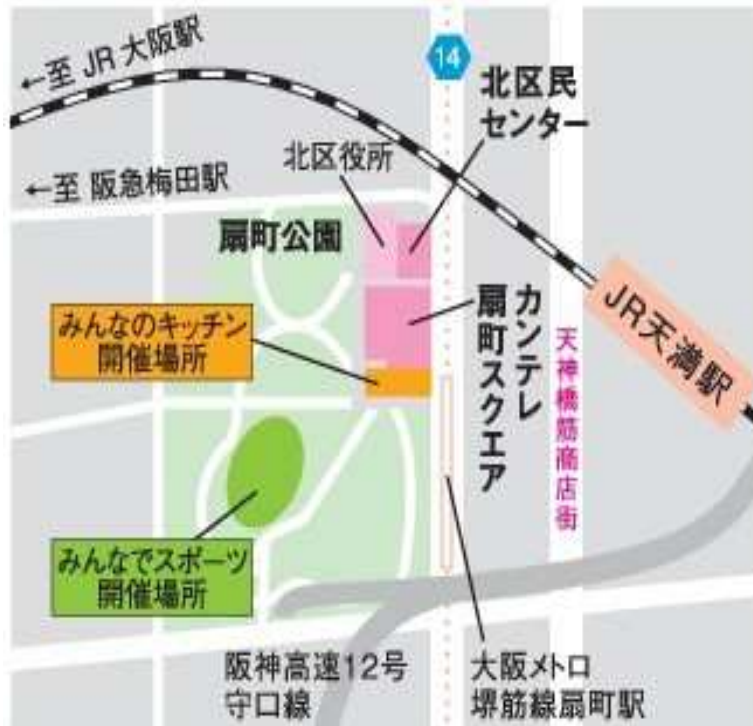 ←至 JR 大阪駅
14
北区民
センター
北区役所
←至 阪急梅田駅
扇町公園
みんなのキッチン
開催場所
カンテレ
扇町スクエア
JR天満駅
天神橋筋商店街
みんなでスポーツ
開催場所
阪神高速12号
守口線
大阪メトロ
堺筋線扇町駅